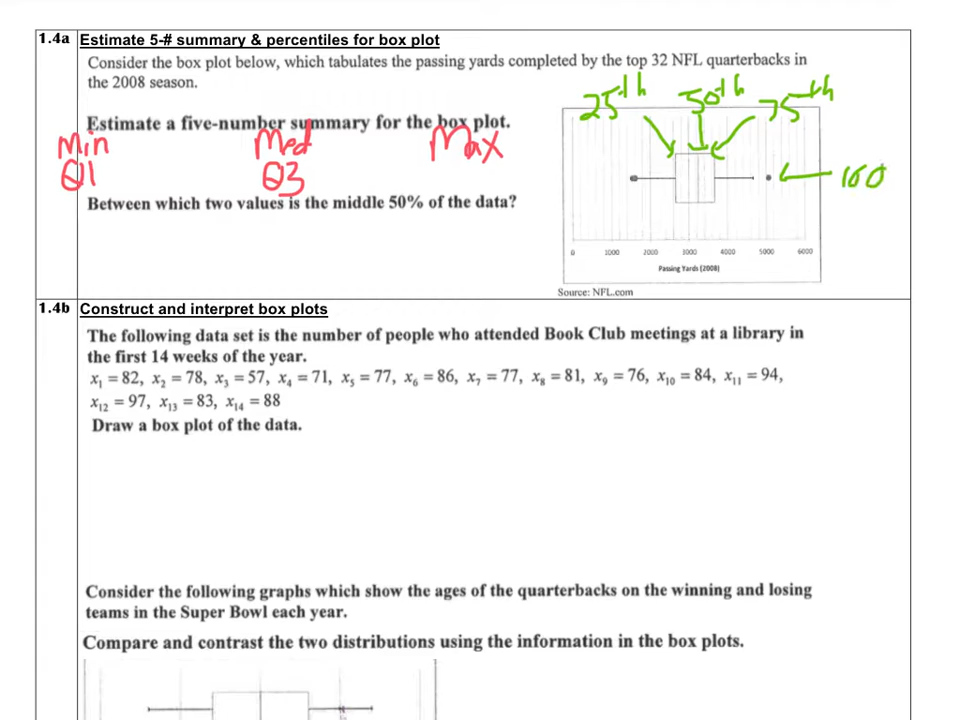 1.4a Estimate 5-# summary & percentiles for box plot
Consider the box plot below, which tabulates the passing yards completed by the top 32 NFL quarterbacks in
the 2008 season.
25th 50th 75th
Estimate a five-number summary for the box plot.
Min Med Max
Q1 Q3
100
Between which two values is the middle 50% of the data?
0 1000 2000 3000 4000 5000 6000
Passing Yards (2008)
Source: NFL.com
1.4b Construct and interpret box plots
The following data set is the number of people who attended Book Club meetings at a library in
the first 14 weeks of the year.
x₁ = 82, x₂ = 78, x₃ = 57, x₄ = 71, x₅ = 77, x₆ = 86, x₇ = 77, x₈ = 81, x₉ = 76, x₁₀ = 84, x₁₁ = 94,
x₁₂ = 97, x₁₃ = 83, x₁₄ = 88
Draw a box plot of the data.
Consider the following graphs which show the ages of the quarterbacks on the winning and losing
teams in the Super Bowl each year.
Compare and contrast the two distributions using the information in the box plots.